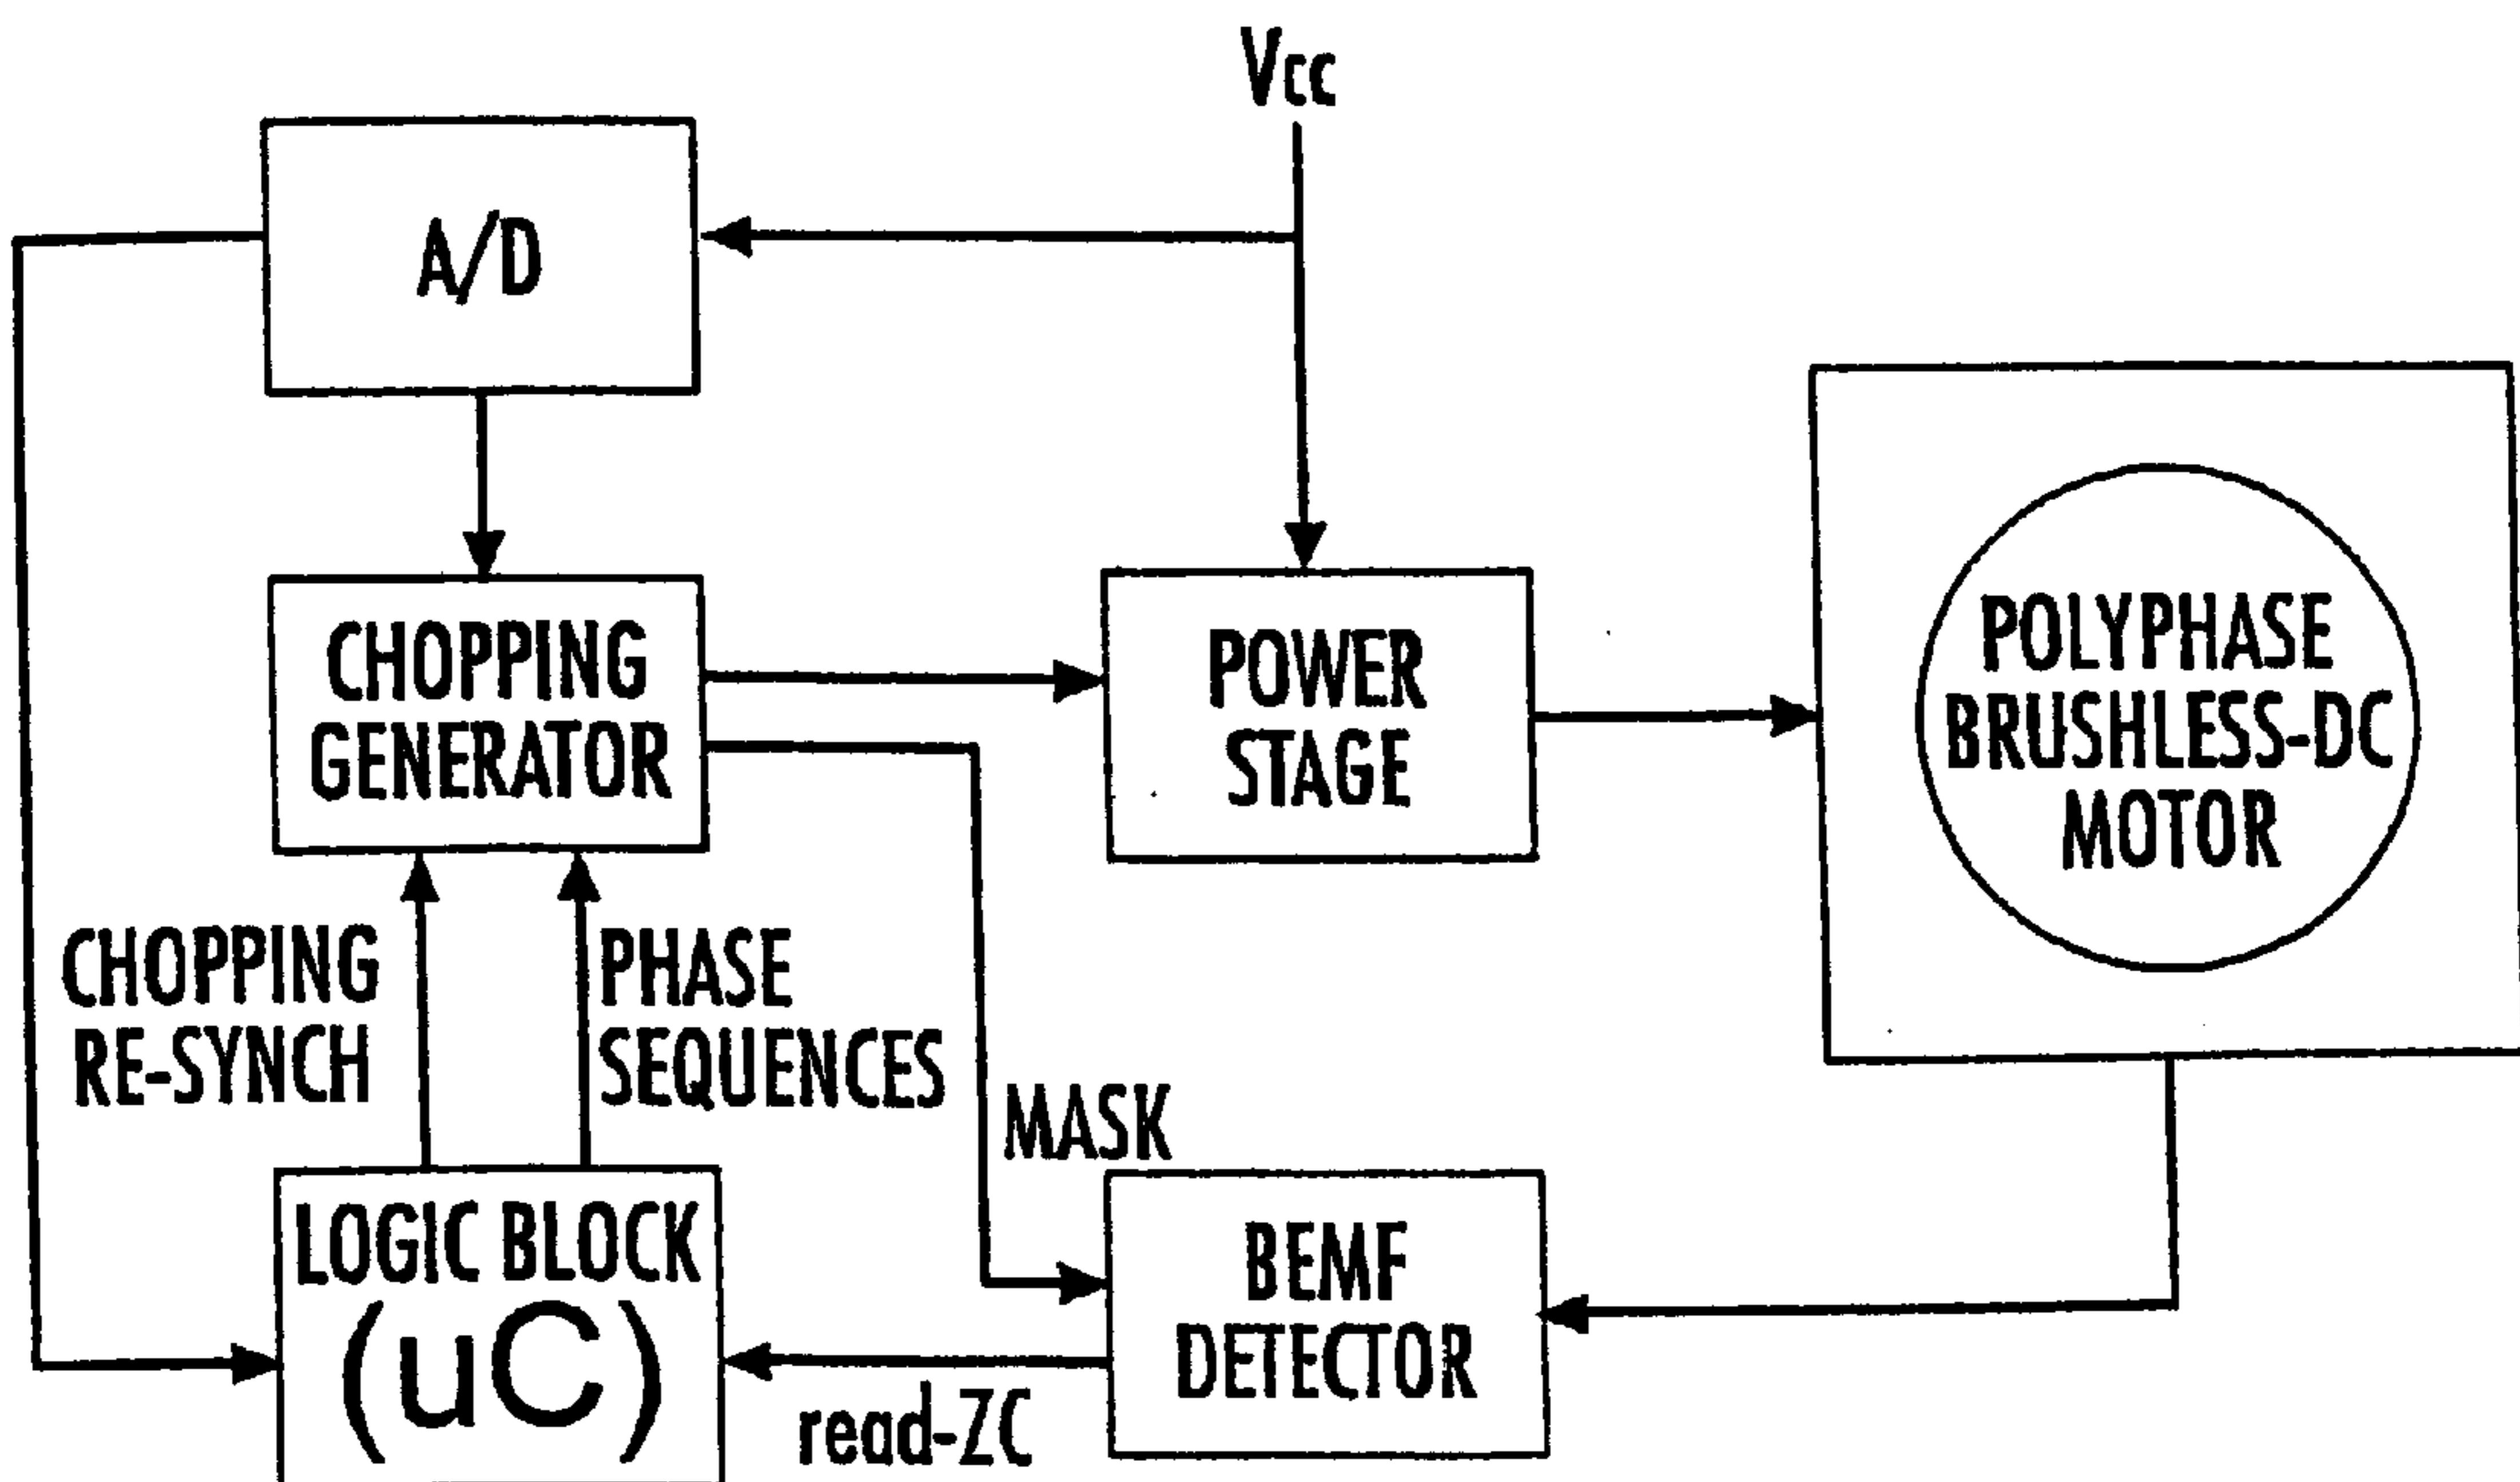 Vcc
A/D
CHOPPING
GENERATOR
POWER
STAGE
POLYPHASE
BRUSHLESS-DC
MOTOR
CHOPPING
RE-SYNCH
PHASE
SEQUENCES
MASK
LOGIC BLOCK
(uC)
BEMF
DETECTOR
read-ZC